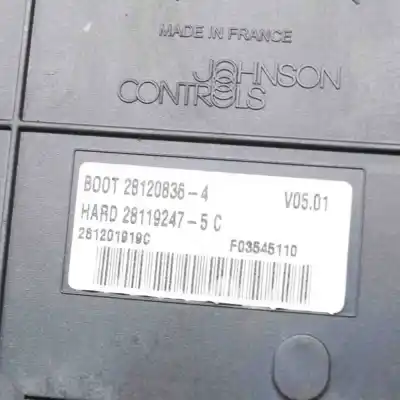 MADE IN FRANCE
JOHNSON
CONTROLS
BOOT 28120836-4 V05.01
HARD 28119247-5 C
281201919C F03545110